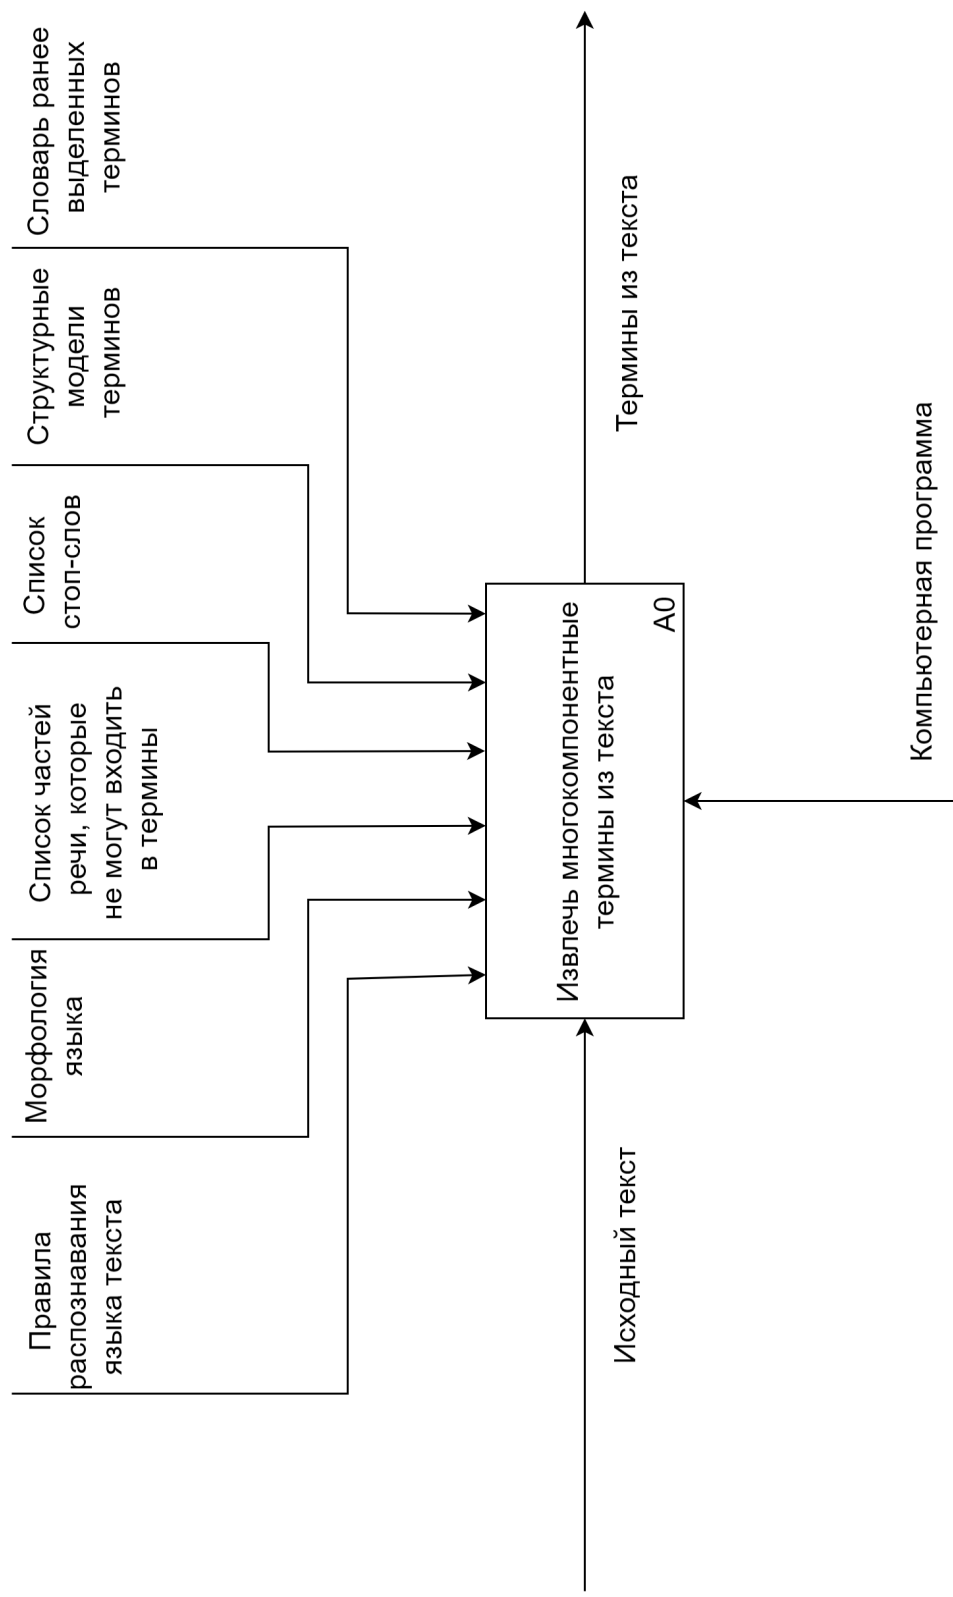 Правила
распознавания
языка текста
Морфология
языка
Список частей
речи, которые
не могут входить
в термины
Список
стоп-слов
Структурные
модели
терминов
Словарь ранее
выделенных
терминов
Исходный текст
Извлечь многокомпонентные
термины из текста
A0
Термины из текста
Компьютерная программа